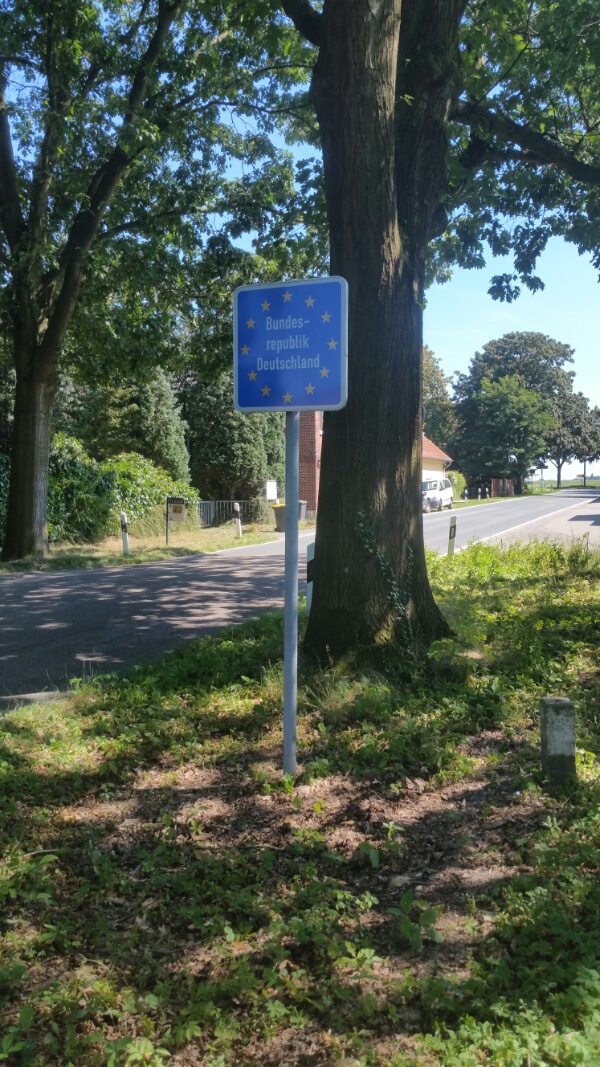 Bundes-
republik
Deutschland